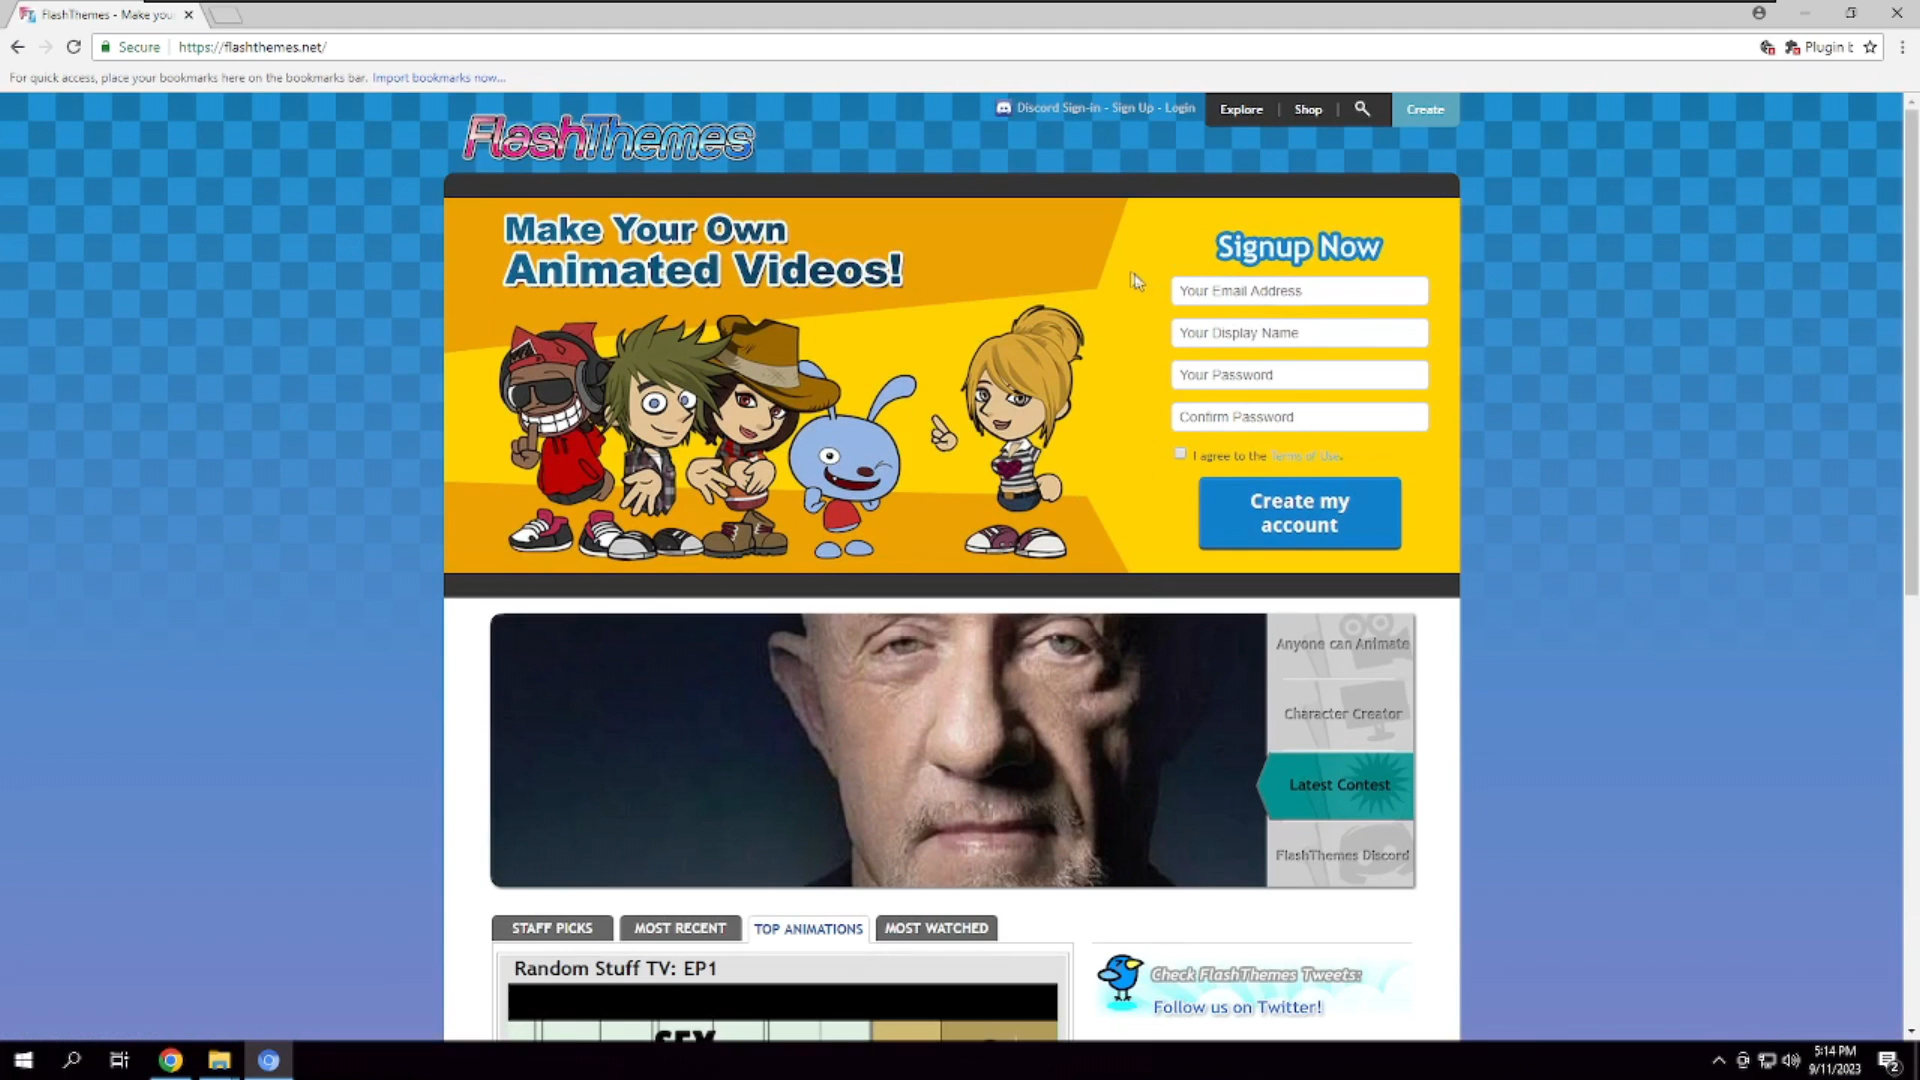 FlashThemes - Make you
Secure
https://flashthemes.net/
Plugin
For quick access, place your bookmarks here on the bookmarks bar. Import bookmarks now...
Discord Sign-in - Sign Up - Login
Explore | Shop
Create
FlashThemes
Make Your Own
Animated Videos!
Signup Now
Your Email Address
Your Display Name
Your Password
Confirm Password
I agree to the Terms of Use.
Create my
account
Anyone can Animate
Character Creator
Latest Contest
FlashThemes Discord
STAFF PICKS
MOST RECENT
TOP ANIMATIONS
MOST WATCHED
Random Stuff TV: EP1
Check FlashThemes Tweets:
Follow us on Twitter!
5:14 PM
9/11/2023
2